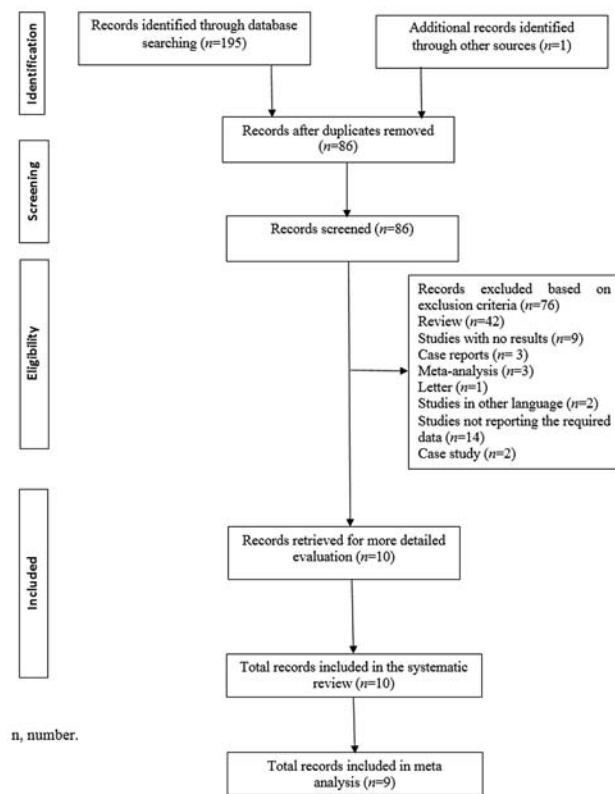 Identification
Records identified through database
searching (n=195)
Additional records identified
through other sources (n=1)
Records after duplicates removed
(n=86)
Screening
Records screened (n=86)
Eligibility
Records excluded based on
exclusion criteria (n=76)
Review (n=42)
Studies with no results (n=9)
Case reports (n= 3)
Meta-analysis (n=3)
Letter (n=1)
Studies in other language (n=2)
Studies not reporting the required
data (n=14)
Case study (n=2)
Included
Records retrieved for more detailed
evaluation (n=10)
Total records included in the systematic
review (n=10)
n, number.
Total records included in meta
analysis (n=9)